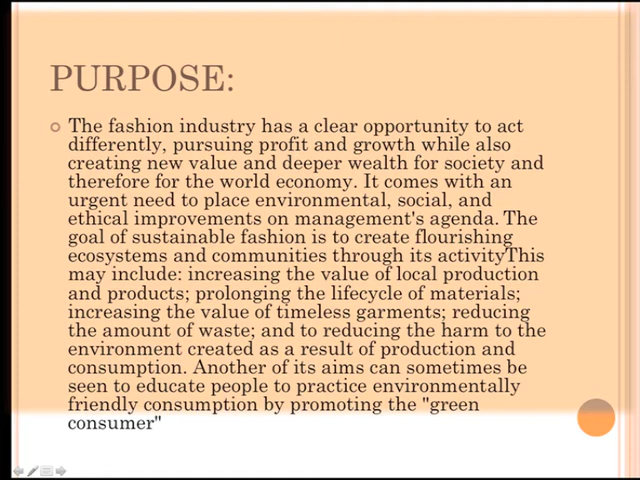 PURPOSE:
The fashion industry has a clear opportunity to act
differently, pursuing profit and growth while also
creating new value and deeper wealth for society and
therefore for the world economy. It comes with an
urgent need to place environmental, social, and
ethical improvements on management's agenda. The
goal of sustainable fashion is to create flourishing
ecosystems and communities through its activityThis
may include: increasing the value of local production
and products; prolonging the lifecycle of materials;
increasing the value of timeless garments; reducing
the amount of waste; and to reducing the harm to the
environment created as a result of production and
consumption. Another of its aims can sometimes be
seen to educate people to practice environmentally
friendly consumption by promoting the "green
consumer"